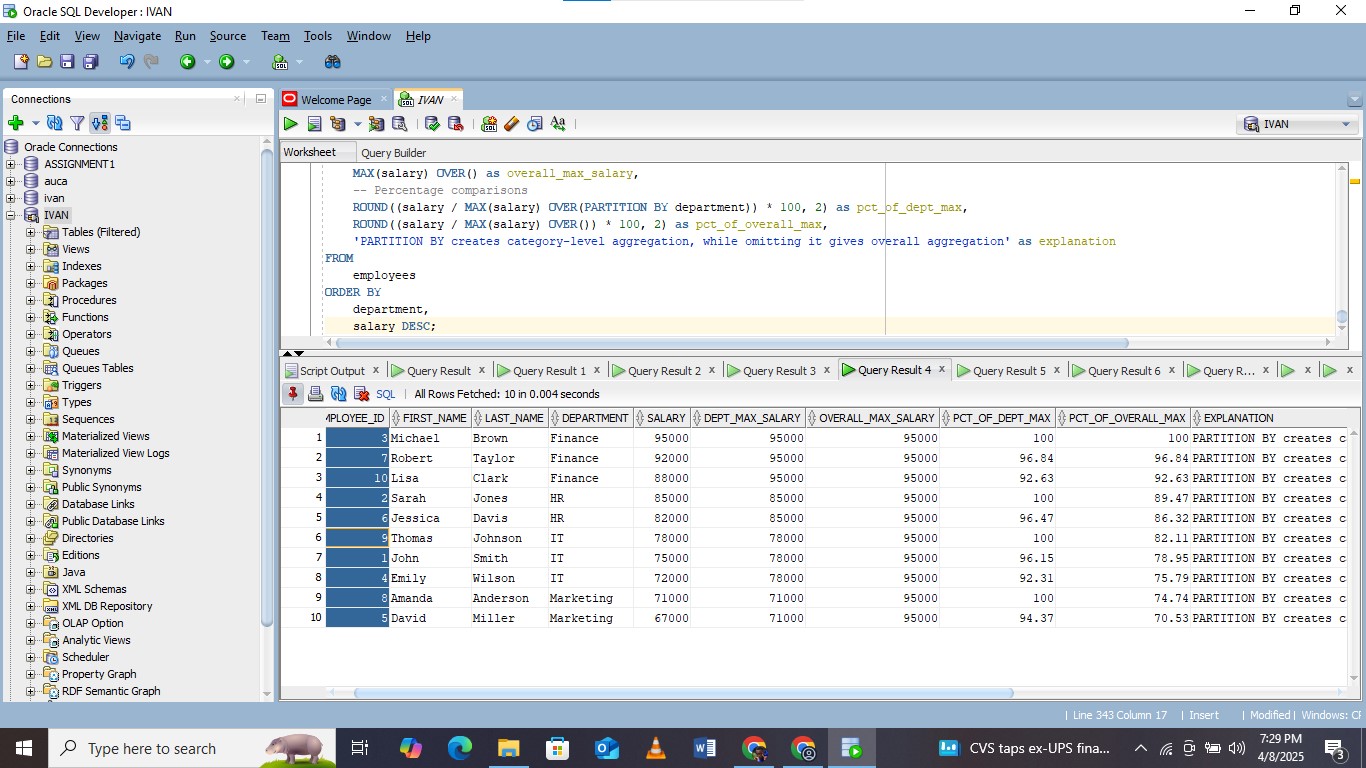 Oracle SQL Developer : IVAN
File Edit View Navigate Run Source Team Tools Window Help
Connections
Oracle Connections
ASSIGNMENT1
auca
ivan
IVAN
Tables (Filtered)
Views
Indexes
Packages
Procedures
Functions
Operators
Queues
Queues Tables
Triggers
Types
Sequences
Materialized Views
Materialized View Logs
Synonyms
Public Synonyms
Database Links
Public Database Links
Directories
Editions
Java
XML Schemas
XML DB Repository
OLAP Option
Analytic Views
Scheduler
Property Graph
RDF Semantic Graph
Welcome Page IVAN
IVAN
Worksheet Query Builder
MAX(salary) OVER() as overall_max_salary,
-- Percentage comparisons
ROUND((salary / MAX(salary) OVER(PARTITION BY department)) * 100, 2) as pct_of_dept_max,
ROUND((salary / MAX(salary) OVER()) * 100, 2) as pct_of_overall_max,
'PARTITION BY creates category-level aggregation, while omitting it gives overall aggregation' as explanation
FROM
employees
ORDER BY
department,
salary DESC;
Script Output x Query Result x Query Result 1 x Query Result 2 x Query Result 3 x Query Result 4 x Query Result 5 x Query Result 6 x Query R... x x x
SQL | All Rows Fetched: 10 in 0.004 seconds
MPLOYEE_ID FIRST_NAME LAST_NAME DEPARTMENT SALARY DEPT_MAX_SALARY OVERALL_MAX_SALARY PCT_OF_DEPT_MAX PCT_OF_OVERALL_MAX EXPLANATION
1 3 Michael Brown Finance 95000 95000 95000 100 100 PARTITION BY creates c
2 7 Robert Taylor Finance 92000 95000 95000 96.84 96.84 PARTITION BY creates c
3 10 Lisa Clark Finance 88000 95000 95000 92.63 92.63 PARTITION BY creates c
4 2 Sarah Jones HR 85000 85000 95000 100 89.47 PARTITION BY creates c
5 6 Jessica Davis HR 82000 85000 95000 96.47 86.32 PARTITION BY creates c
6 9 Thomas Johnson IT 78000 78000 95000 100 82.11 PARTITION BY creates c
7 1 John Smith IT 75000 78000 95000 96.15 78.95 PARTITION BY creates c
8 4 Emily Wilson IT 72000 78000 95000 92.31 75.79 PARTITION BY creates c
9 8 Amanda Anderson Marketing 71000 71000 95000 100 74.74 PARTITION BY creates c
10 5 David Miller Marketing 67000 71000 95000 94.37 70.53 PARTITION BY creates c
| Line 343 Column 17 | Insert | Modified | Windows: CF
Type here to search
CVS taps ex-UPS fina...
7:29 PM
4/8/2025
3